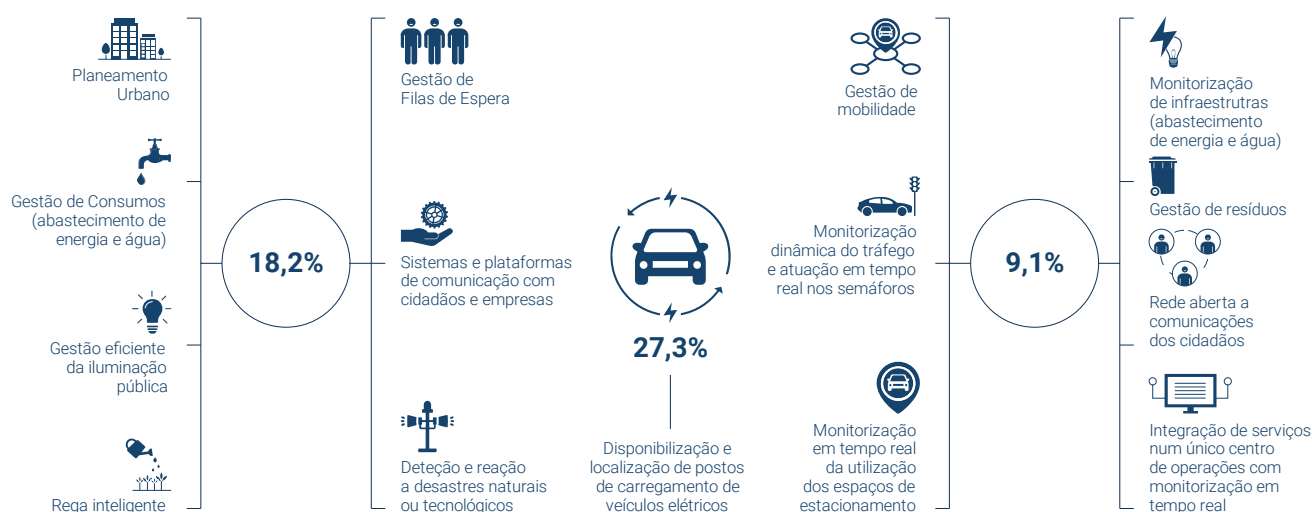 Planeamento
Urbano
Gestão de Consumos
(abastecimento de
energia e água)
Gestão eficiente
da iluminação
pública
Rega inteligente
18,2%
Gestão de
Filas de Espera
Sistemas e plataformas
de comunicação com
cidadãos e empresas
Deteção e reação
a desastres naturais
ou tecnológicos
27,3%
Disponibilização e
localização de postos
de carregamento de
veículos elétricos
Gestão de
mobilidade
Monitorização
dinâmica do tráfego
e atuação em tempo
real nos semáforos
Monitorização
em tempo real
da utilização
dos espaços de
estacionamento
9,1%
Monitorização
de infraestrutras
(abastecimento
de energia e água)
Gestão de resíduos
Rede aberta a
comunicações
dos cidadãos
Integração de serviços
num único centro
de operações com
monitorização em
tempo real